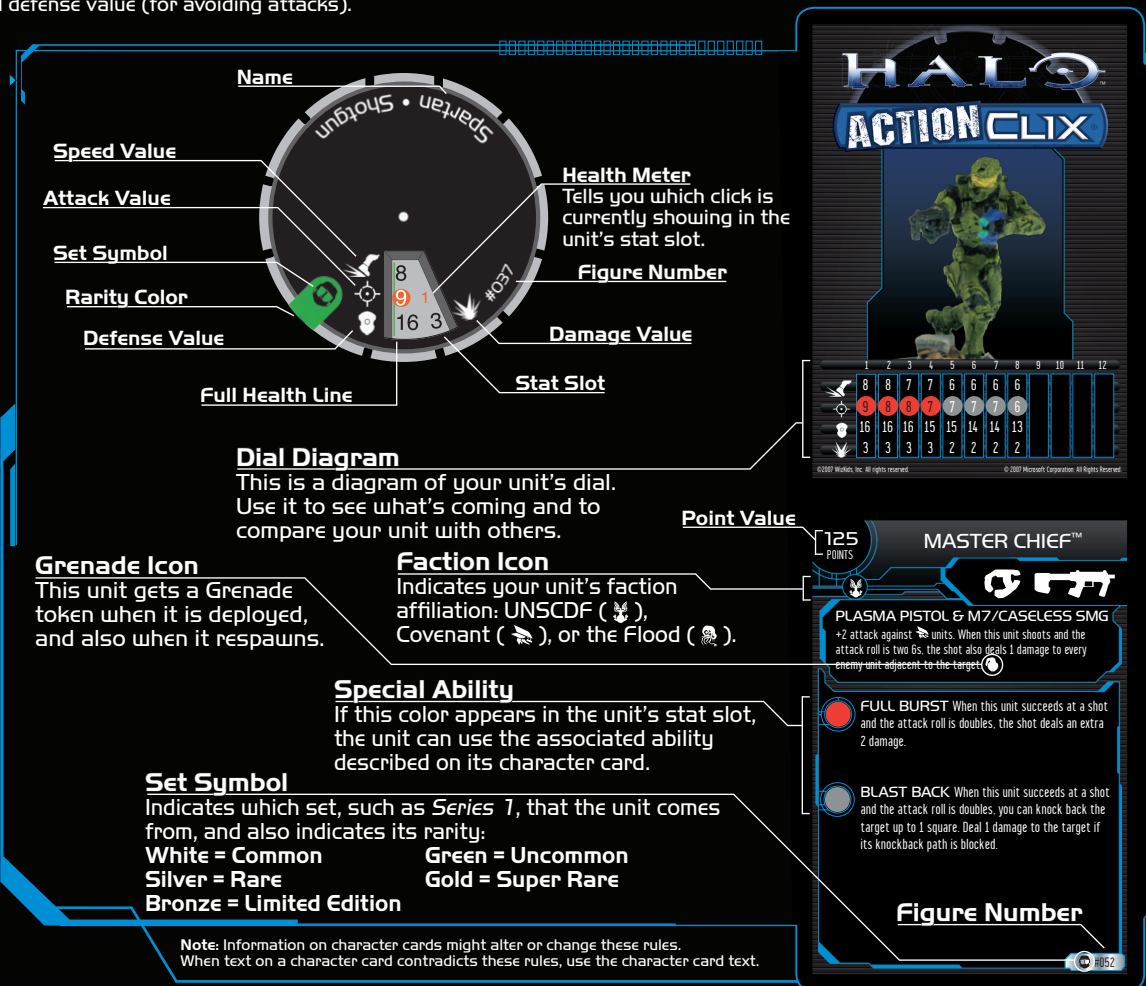 d defense value (for avoiding attacks).
Name
Spartan • Shotgun
Speed Value
Attack Value
Set Symbol
Rarity Color
Defense Value
Full Health Line
8
9 1
16 3
#037
Health Meter
Tells you which click is
currently showing in the
unit's stat slot.
Figure Number
Damage Value
Stat Slot
HALO™
ACTION CLIX
1 2 3 4 5 6 7 8 9 10 11 12
8 8 7 7 6 6 6 6
9 8 8 7 7 7 7 6
16 16 16 15 15 14 14 13
3 3 3 3 2 2 2 2
©2007 WizKids, Inc. All rights reserved. © 2007 Microsoft Corporation. All Rights Reserved.
Dial Diagram
This is a diagram of your unit's dial.
Use it to see what's coming and to
compare your unit with others.
Point Value
125
POINTS
MASTER CHIEF™
Grenade Icon
This unit gets a Grenade
token when it is deployed,
and also when it respawns.
Faction Icon
Indicates your unit's faction
affiliation: UNSCDF ( ),
Covenant ( ), or the Flood ( ).
PLASMA PISTOL & M7/CASELESS SMG
+2 attack against units. When this unit shoots and the
attack roll is two 6s, the shot also deals 1 damage to every
enemy unit adjacent to the target.
Special Ability
If this color appears in the unit's stat slot,
the unit can use the associated ability
described on its character card.
FULL BURST When this unit succeeds at a shot
and the attack roll is doubles, the shot deals an extra
2 damage.
BLAST BACK When this unit succeeds at a shot
and the attack roll is doubles, you can knock back the
target up to 1 square. Deal 1 damage to the target if
its knockback path is blocked.
Set Symbol
Indicates which set, such as Series 1, that the unit comes
from, and also indicates its rarity:
White = Common Green = Uncommon
Silver = Rare Gold = Super Rare
Bronze = Limited Edition
Figure Number
#052
Note: Information on character cards might alter or change these rules.
When text on a character card contradicts these rules, use the character card text.